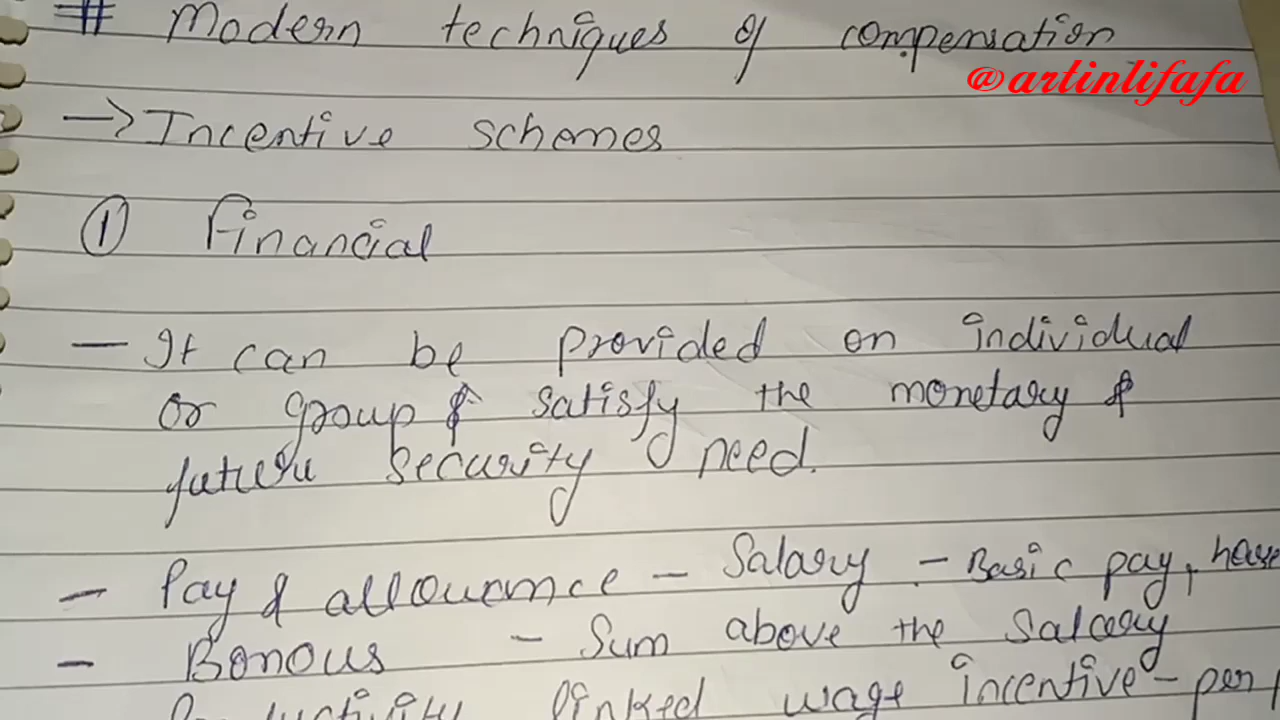 # Modern techniques of compensation
@artinlifafa
→ Incentive schemes
① Financial
— It can be provided on individual
or group & satisfy the monetary &
future security need.
— Pay & allowance — Salary — Basic pay,
— Bonous — Sum above the salary
linked wage incentive —